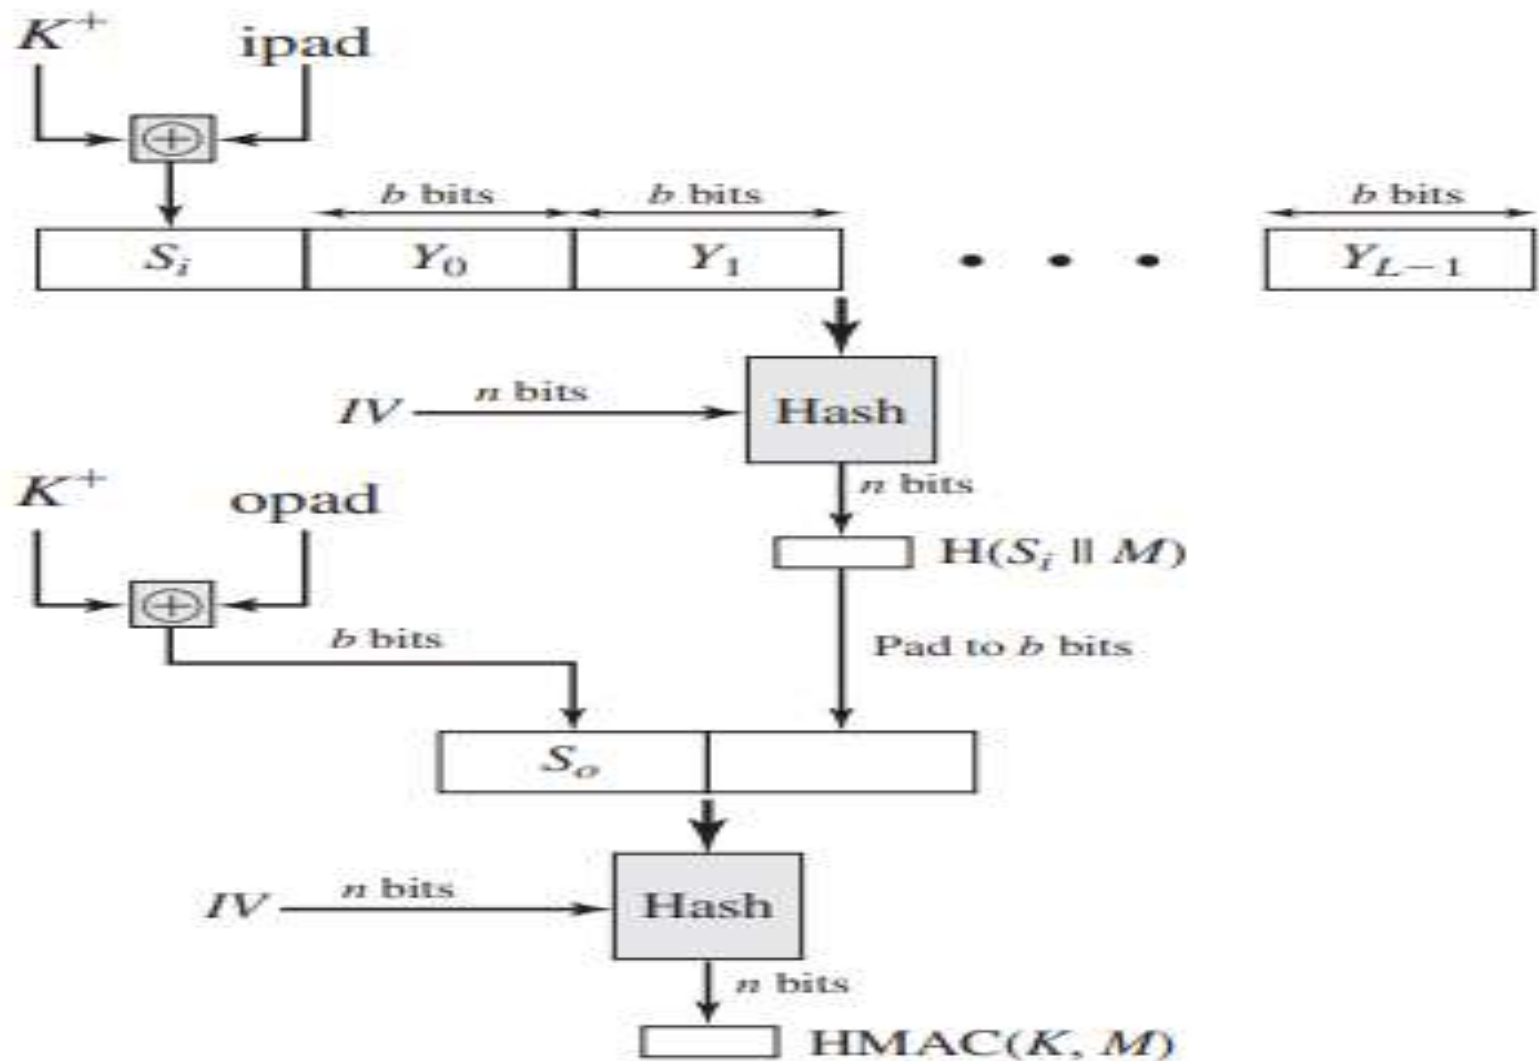 K⁺ ipad
b bits b bits b bits
Sᵢ Y₀ Y₁ • • • Y_{L−1}
IV n bits Hash
n bits
K⁺ opad
H(Sᵢ || M)
b bits
Pad to b bits
Sₒ
IV n bits Hash
n bits
HMAC(K, M)